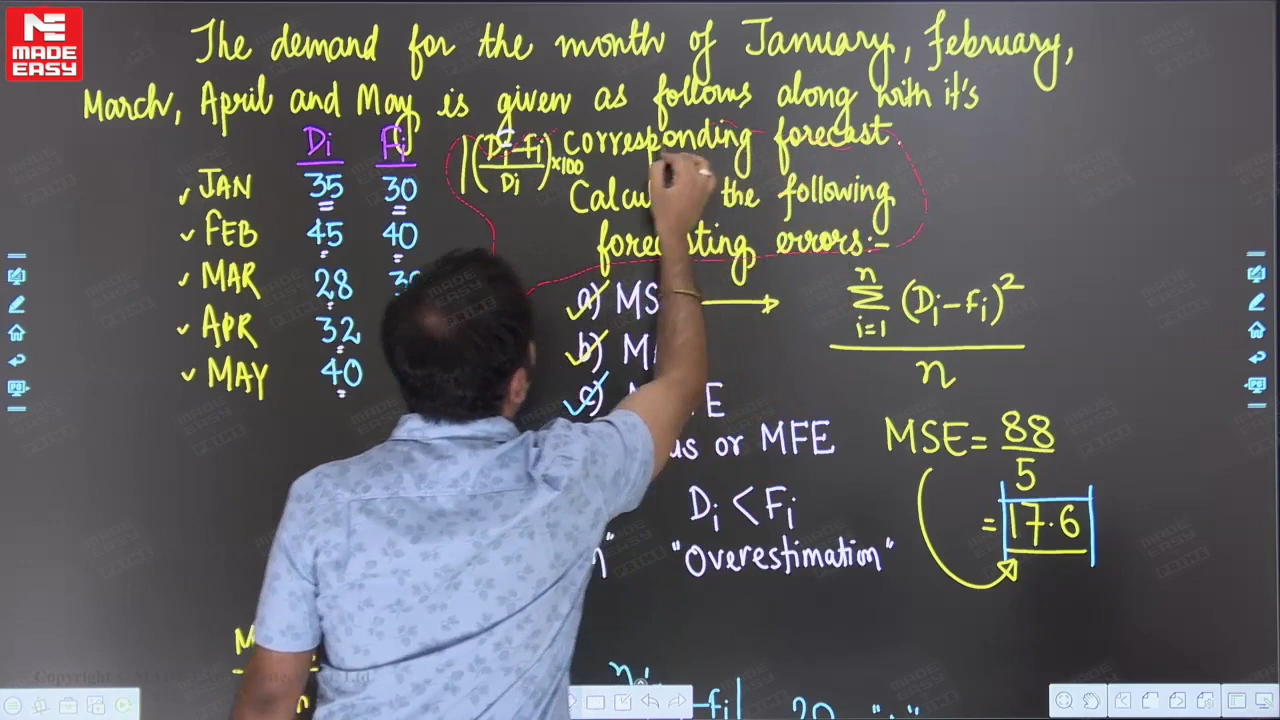 ME
MADE
EASY
The demand for the month of January, February,
March, April and May is given as follows along with it's
corresponding forecast.
Calcu the following
forecasting errors:-
Di Fi
JAN 35 30
FEB 45 40
MAR 28 30
APR 32
MAY 40
|(Di-Fi/Di)×100
a) MS → n Σ i=1 (Di-Fi)² / n
b) M
c) E
us or MFE
MSE = 88/5
= 17.6
Di < Fi
n" "Overestimation"